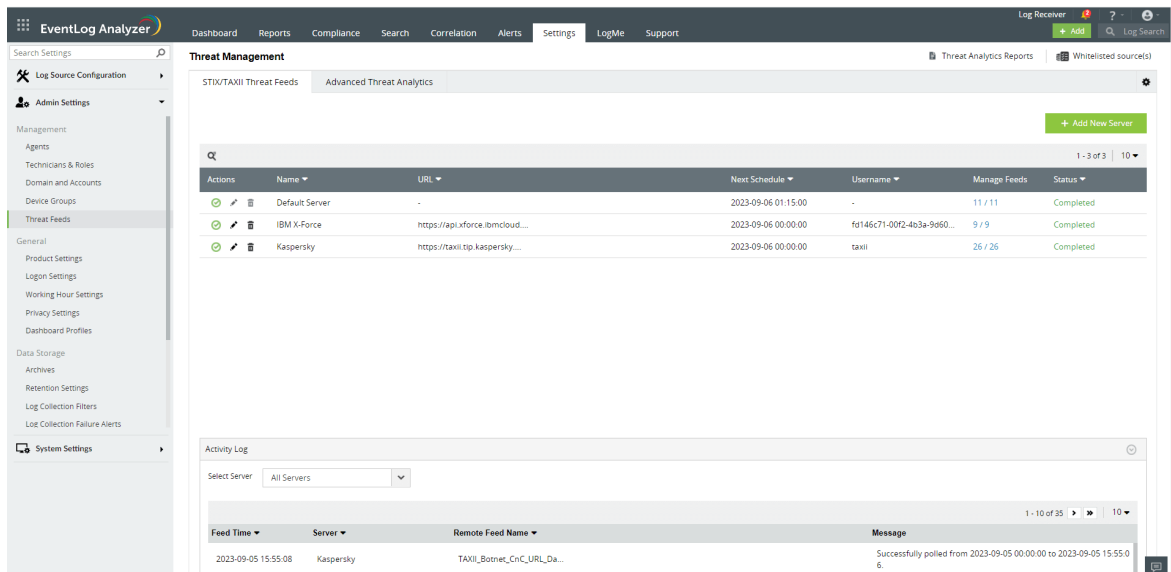 Log Receiver 2 ?
EventLog Analyzer
Dashboard Reports Compliance Search Correlation Alerts Settings LogMe Support + Add Log Search
Search Settings
Threat Management Threat Analytics Reports Whitelisted source(s)
Log Source Configuration
STIX/TAXII Threat Feeds Advanced Threat Analytics
Admin Settings
+ Add New Server
Management
Agents
Technicians & Roles
Domain and Accounts
Device Groups
Threat Feeds
General
Product Settings
Logon Settings
Working Hour Settings
Privacy Settings
Dashboard Profiles
Data Storage
Archives
Retention Settings
Log Collection Filters
Log Collection Failure Alerts
System Settings
1 - 3 of 3 10
Actions Name URL Next Schedule Username Manage Feeds Status
Default Server - 2023-09-06 01:15:00 - 11 / 11 Completed
IBM X-Force https://api.xforce.ibmcloud.... 2023-09-06 00:00:00 fd146c71-00f2-4b3a-9d60... 9 / 9 Completed
Kaspersky https://taxii.tip.kaspersky.... 2023-09-06 00:00:00 taxii 26 / 26 Completed
Activity Log
Select Server All Servers
1 - 10 of 35 10
Feed Time Server Remote Feed Name Message
2023-09-05 15:55:08 Kaspersky TAXII_Botnet_CnC_URL_Da... Successfully polled from 2023-09-05 00:00:00 to 2023-09-05 15:55:0
6.